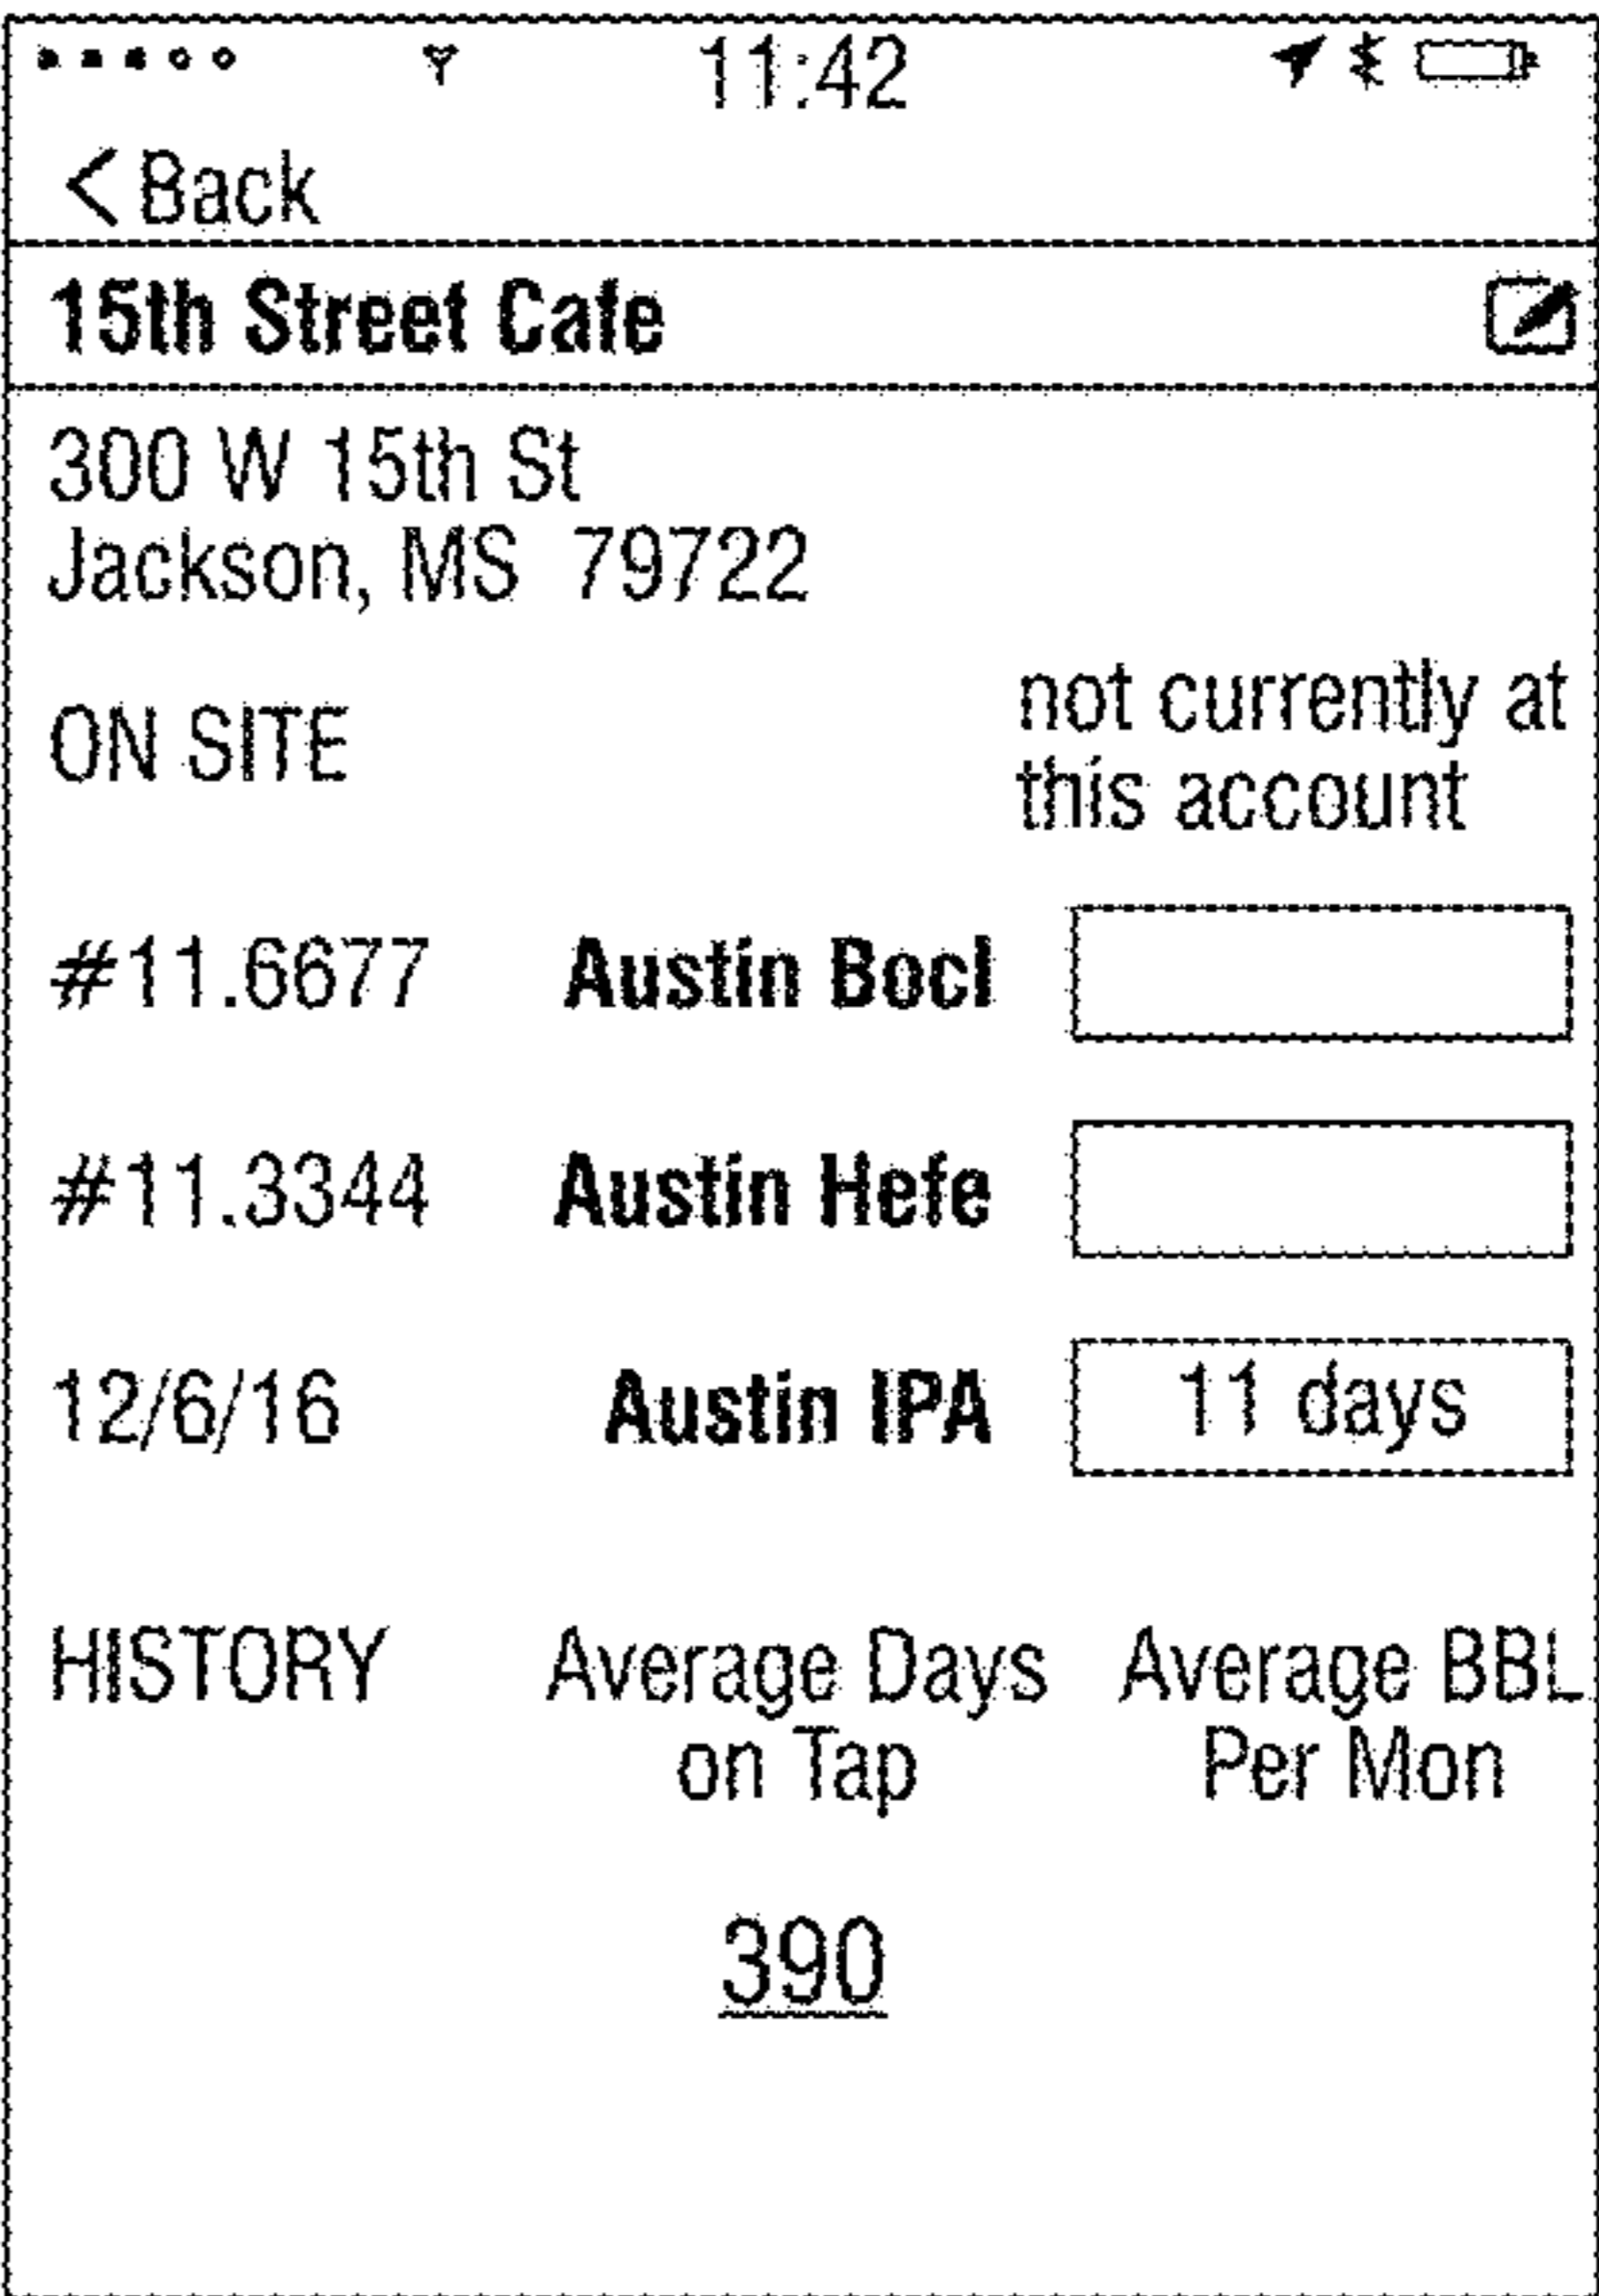 11:42
< Back
15th Street Cafe
300 W 15th St
Jackson, MS 79722
ON SITE
not currently at
this account
#11.6677 Austin Bocl
#11.3344 Austin Hefe
12/6/16 Austin IPA 11 days
HISTORY Average Days Average BBL
on Tap Per Mon
390